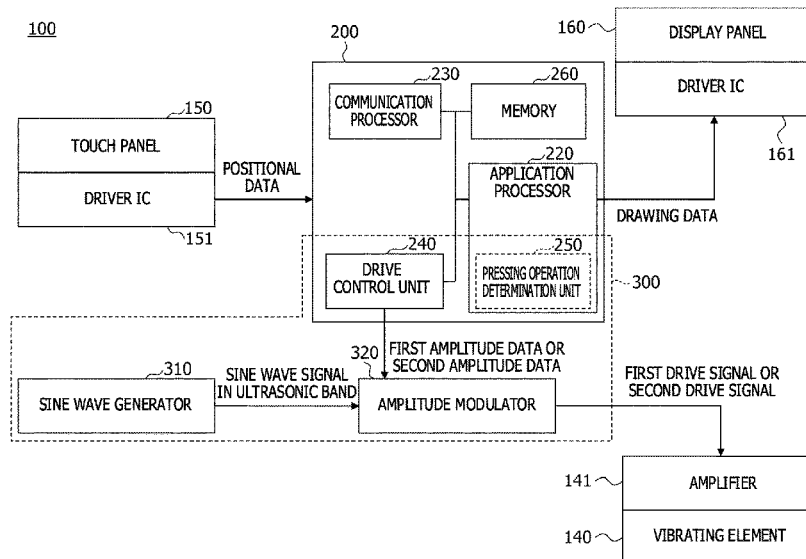 100
200
160
DISPLAY PANEL
DRIVER IC
161
230
COMMUNICATION
PROCESSOR
260
MEMORY
150
TOUCH PANEL
DRIVER IC
151
POSITIONAL
DATA
220
APPLICATION
PROCESSOR
DRAWING DATA
240
DRIVE
CONTROL UNIT
250
PRESSING OPERATION
DETERMINATION UNIT
300
FIRST AMPLITUDE DATA OR
SECOND AMPLITUDE DATA
310
SINE WAVE GENERATOR
SINE WAVE SIGNAL
IN ULTRASONIC BAND
320
AMPLITUDE MODULATOR
FIRST DRIVE SIGNAL OR
SECOND DRIVE SIGNAL
141
AMPLIFIER
140
VIBRATING ELEMENT